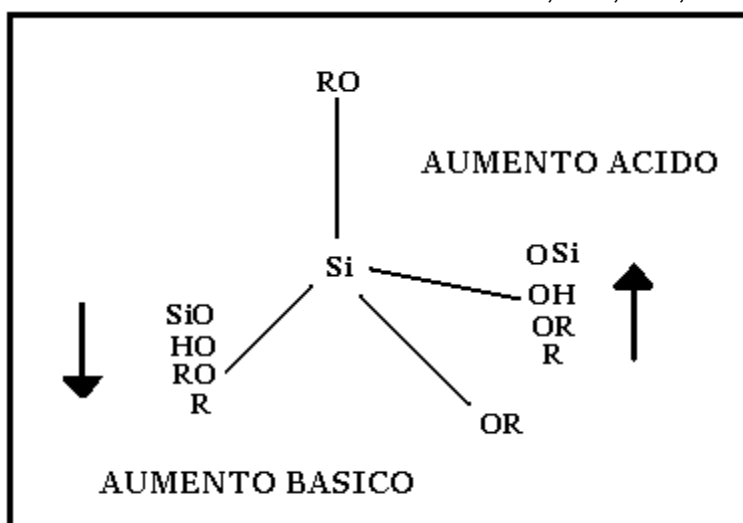 RO
AUMENTO ACIDO
Si
OSi
OH
OR
R
SiO
HO
RO
R
OR
AUMENTO BASICO